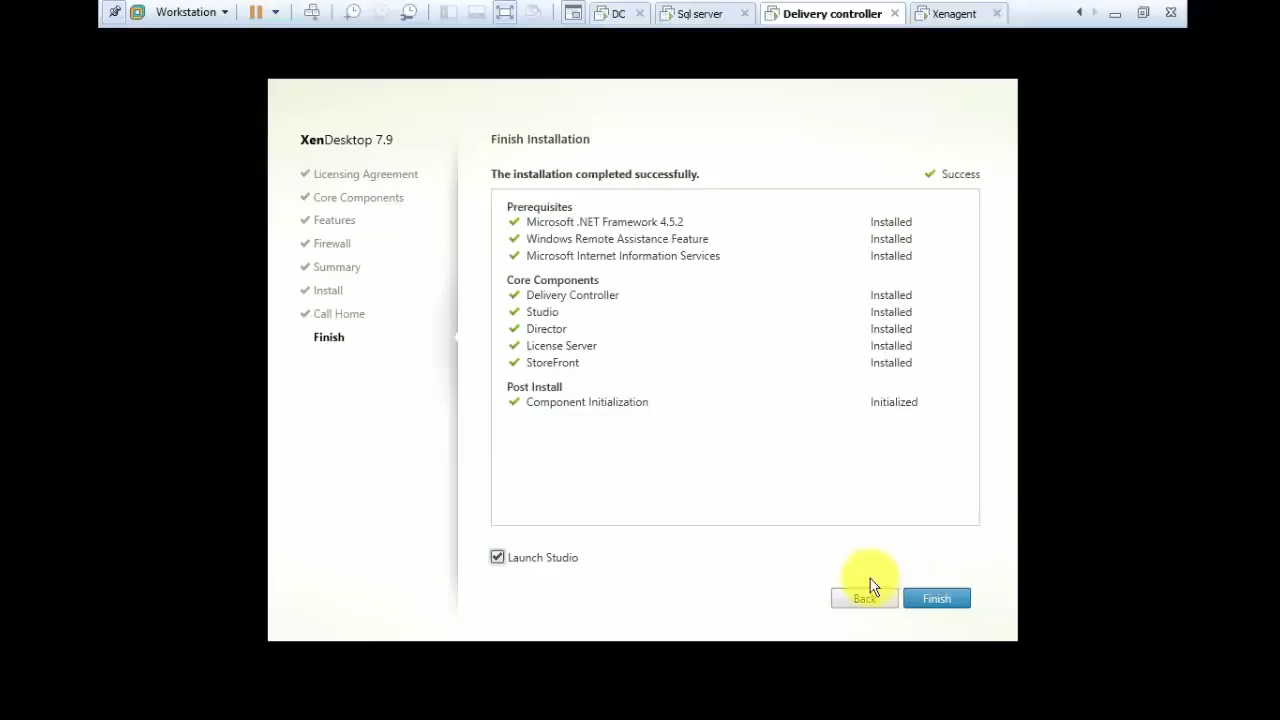 Workstation
DC
Sql server
Delivery controller
Xenagent
XenDesktop 7.9
Licensing Agreement
Core Components
Features
Firewall
Summary
Install
Call Home
Finish
Finish Installation
The installation completed successfully.
Success
Prerequisites
Microsoft .NET Framework 4.5.2 Installed
Windows Remote Assistance Feature Installed
Microsoft Internet Information Services Installed
Core Components
Delivery Controller Installed
Studio Installed
Director Installed
License Server Installed
StoreFront Installed
Post Install
Component Initialization Initialized
Launch Studio
Back
Finish